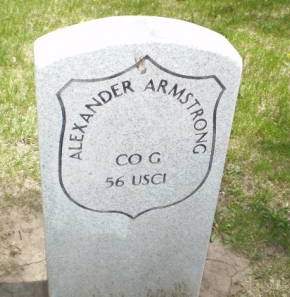 ALEXANDER ARMSTRONG
CO G
56 USCI